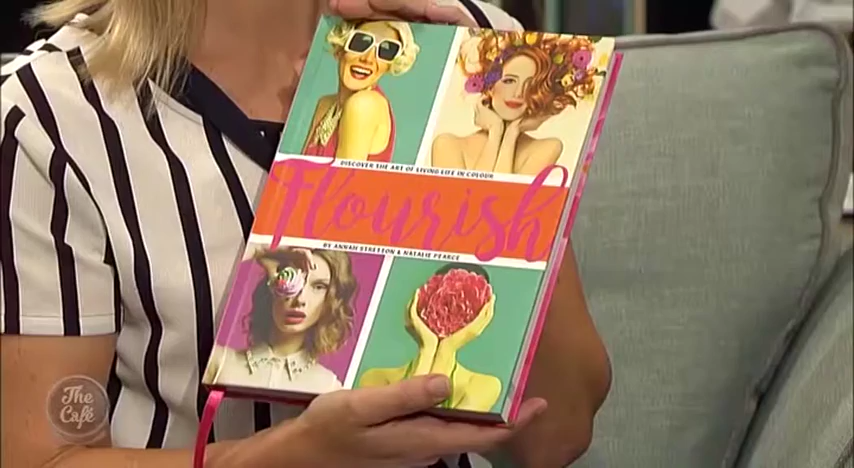 DISCOVER THE ART OF LIVING LIFE IN COLOUR
Flourish
BY ANNAH STRETTON & NATALIE PEARCE
The
Café